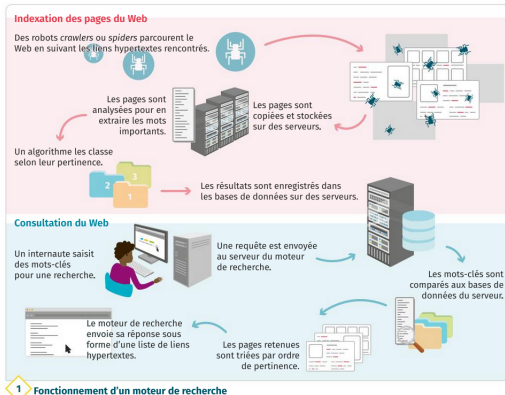 Indexation des pages du Web
Des robots crawlers ou spiders parcourent le
Web en suivant les liens hypertextes rencontrés.
Les pages sont
analysées pour en
extraire les mots
importants.
Les pages sont
copiées et stockées
sur des serveurs.
Un algorithme les classe
selon leur pertinence.
3
2
1
Les résultats sont enregistrés dans
les bases de données sur des serveurs.
Consultation du Web
Un internaute saisit
des mots-clés
pour une recherche.
Une requête est envoyée
au serveur du moteur
de recherche.
Les mots-clés sont
comparés aux bases de
données du serveur.
Le moteur de recherche
envoie sa réponse sous
forme d'une liste de liens
hypertextes.
Les pages retenues
sont triées par ordre
de pertinence.
1 Fonctionnement d'un moteur de recherche